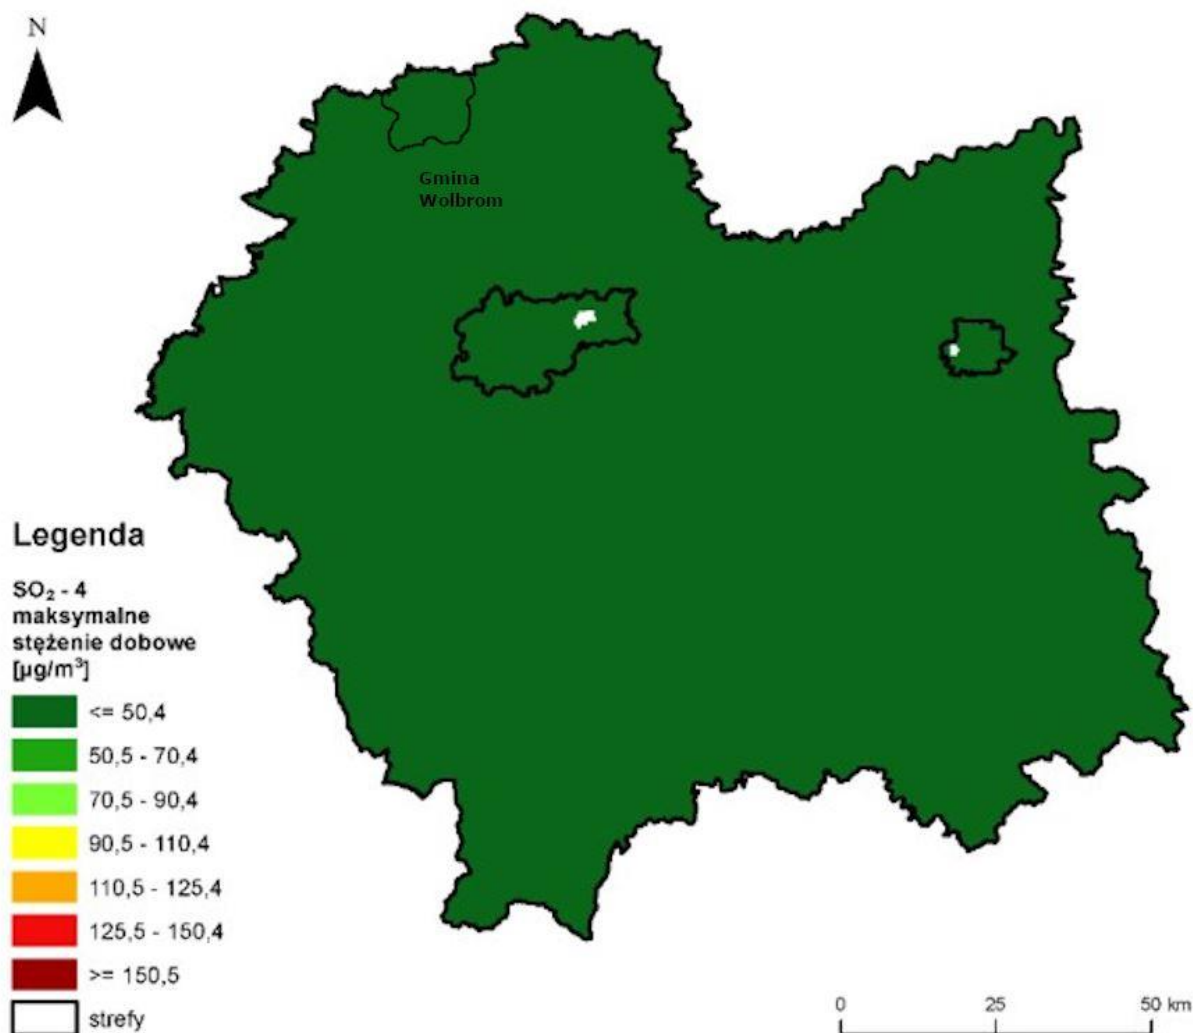 N
Gmina
Wolbrom
Legenda
SO₂ - 4
maksymalne
stężenie dobowe
[µg/m³]
<= 50,4
50,5 - 70,4
70,5 - 90,4
90,5 - 110,4
110,5 - 125,4
125,5 - 150,4
>= 150,5
strefy
0 25 50 km